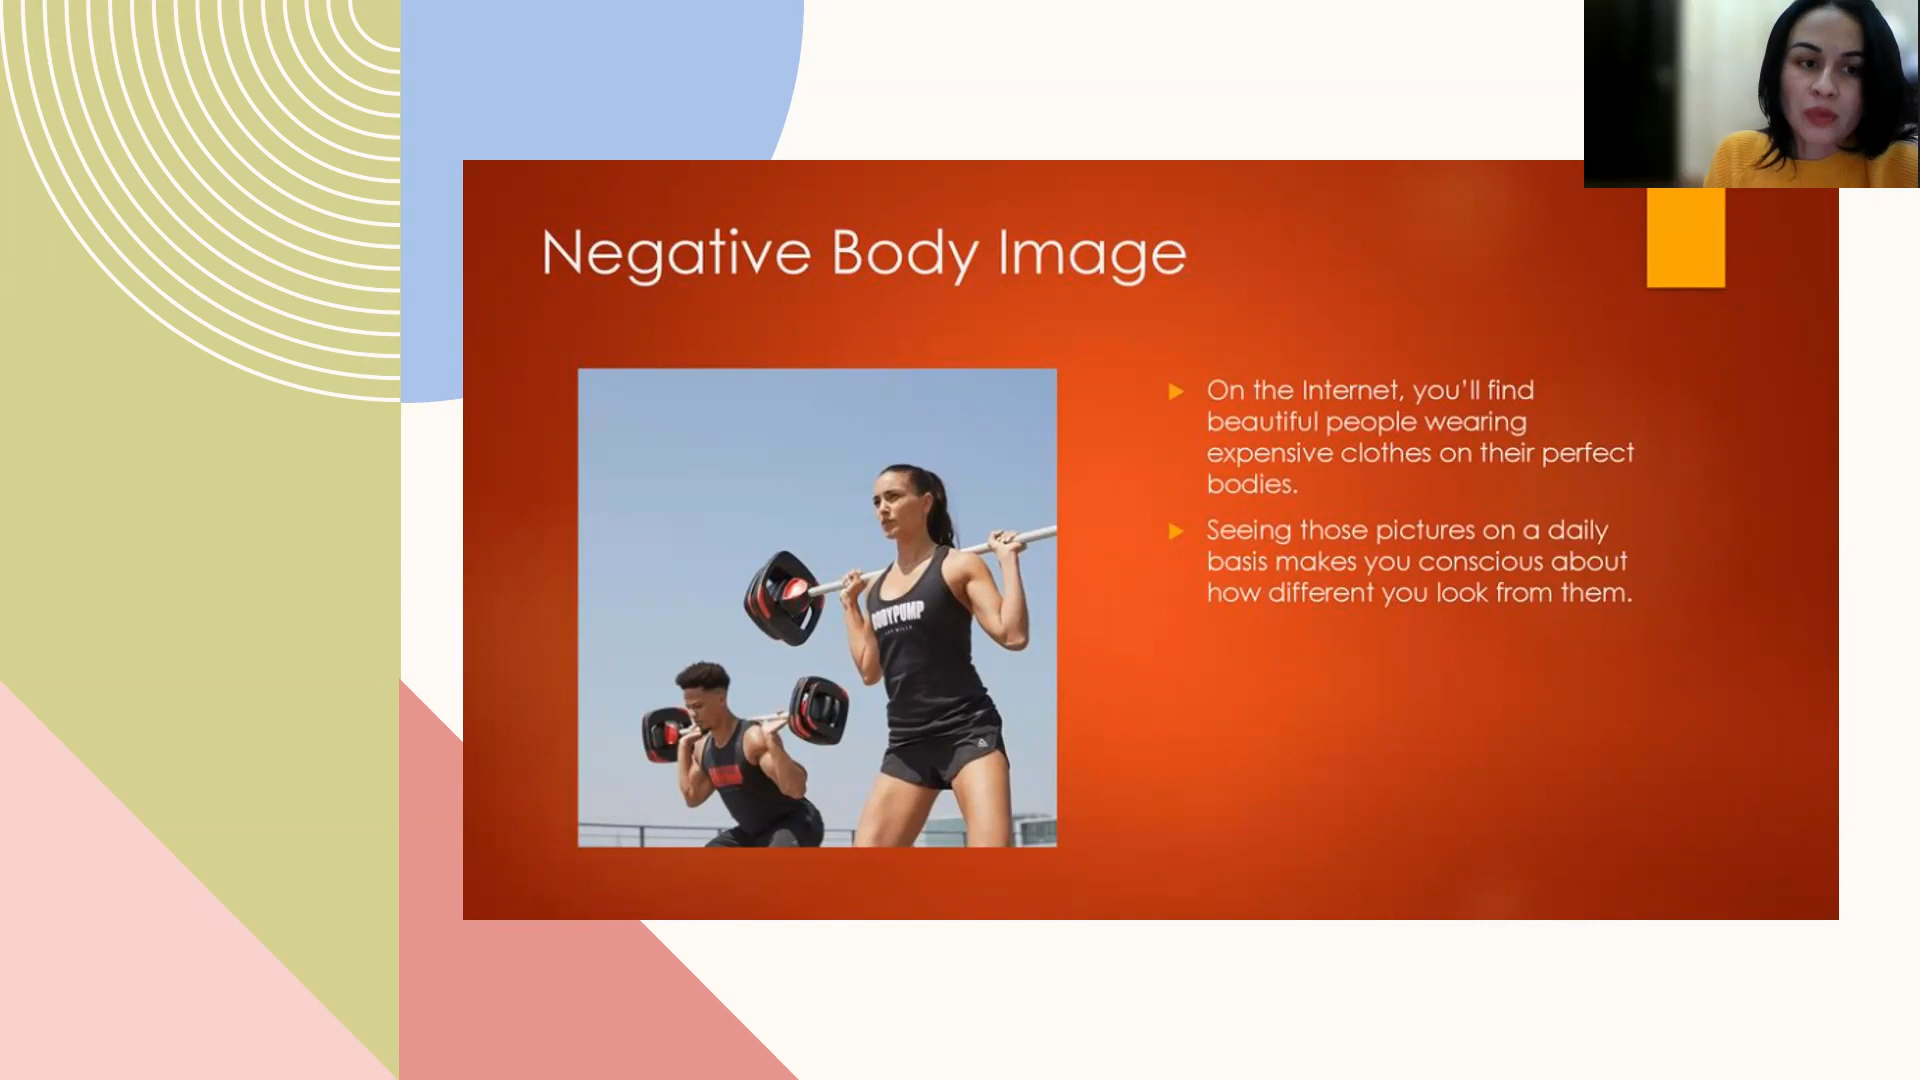 Negative Body Image
On the Internet, you'll find
beautiful people wearing
expensive clothes on their perfect
bodies.
Seeing those pictures on a daily
basis makes you conscious about
how different you look from them.
BODYPUMP